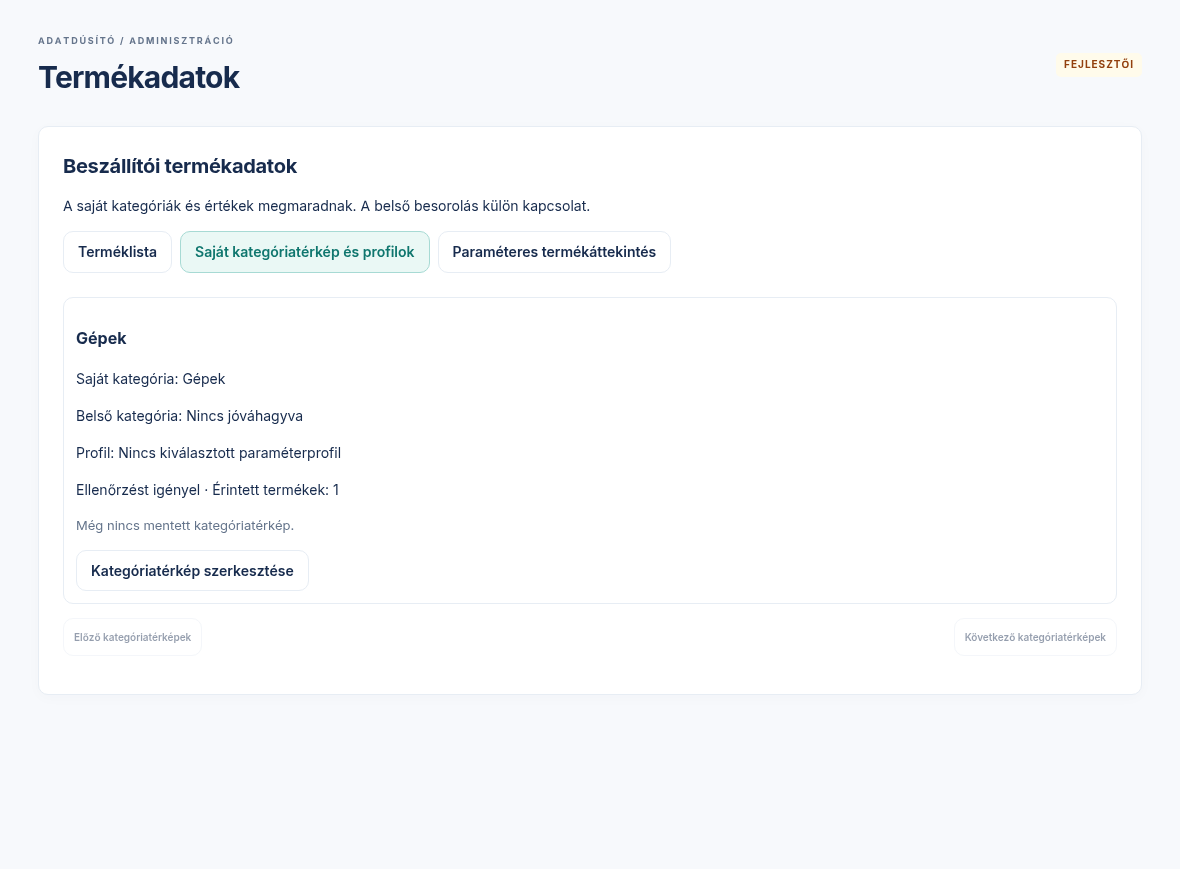 ADATDÚSÍTÓ / ADMINISZTRÁCIÓ
Termékadatok
FEJLESZTŐI
Beszállítói termékadatok
A saját kategóriák és értékek megmaradnak. A belső besorolás külön kapcsolat.
Terméklista
Saját kategóriatérkép és profilok
Paraméteres termékáttekintés
Gépek
Saját kategória: Gépek
Belső kategória: Nincs jóváhagyva
Profil: Nincs kiválasztott paraméterprofil
Ellenőrzést igényel · Érintett termékek: 1
Még nincs mentett kategóriatérkép.
Kategóriatérkép szerkesztése
Előző kategóriatérképek
Következő kategóriatérképek